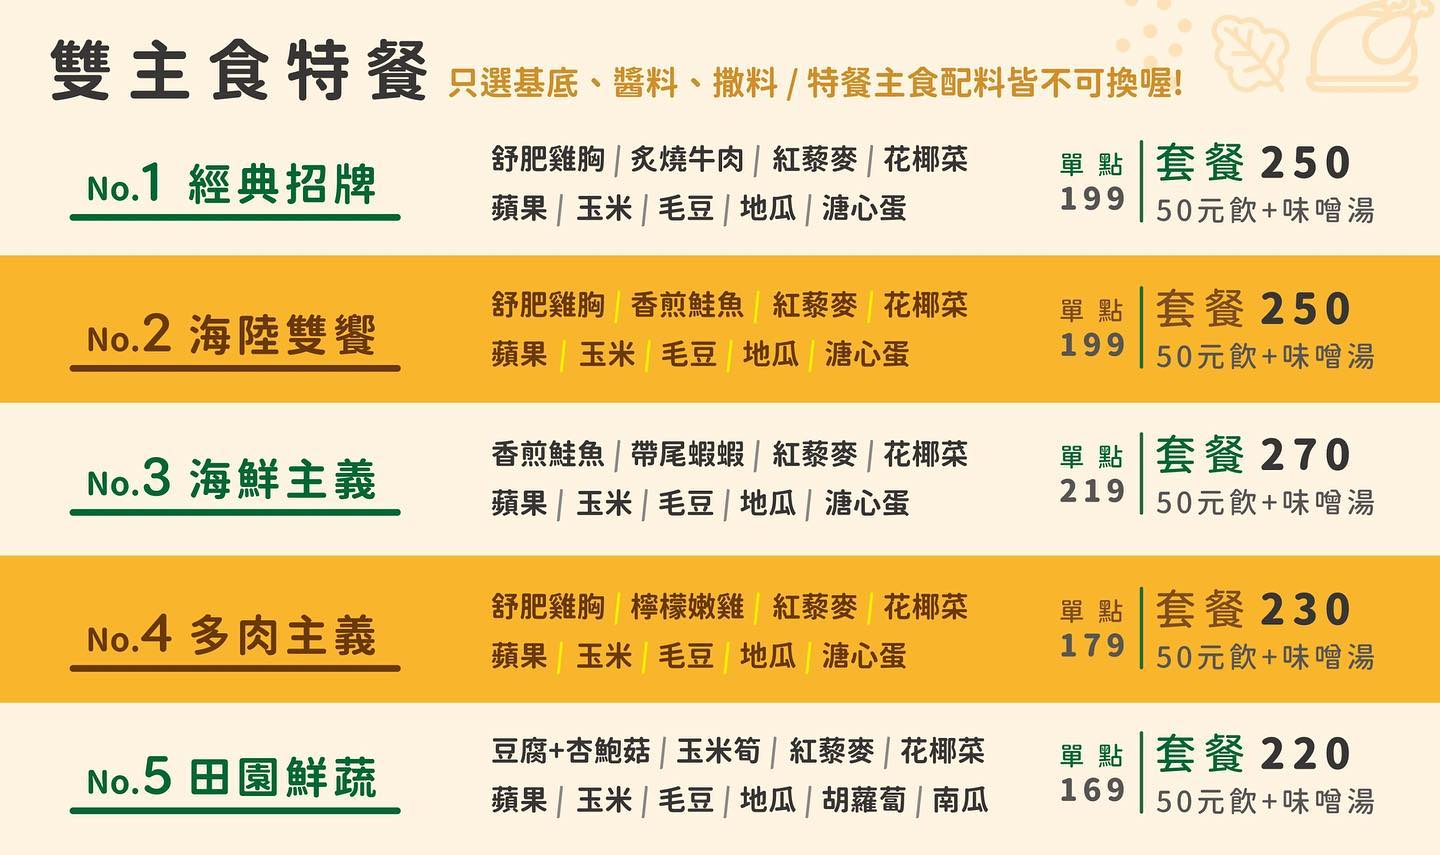 雙主食特餐 只選基底、醬料、撒料 / 特餐主食配料皆不可換喔!
No.1 經典招牌
舒肥雞胸 / 炙燒牛肉 / 紅藜麥 / 花椰菜
蘋果 / 玉米 / 毛豆 / 地瓜 / 溏心蛋
單點 199
套餐 250
50元飲+味噌湯
No.2 海陸雙饗
舒肥雞胸 / 香煎鮭魚 / 紅藜麥 / 花椰菜
蘋果 / 玉米 / 毛豆 / 地瓜 / 溏心蛋
單點 199
套餐 250
50元飲+味噌湯
No.3 海鮮主義
香煎鮭魚 / 帶尾蝦蝦 / 紅藜麥 / 花椰菜
蘋果 / 玉米 / 毛豆 / 地瓜 / 溏心蛋
單點 219
套餐 270
50元飲+味噌湯
No.4 多肉主義
舒肥雞胸 / 檸檬嫩雞 / 紅藜麥 / 花椰菜
蘋果 / 玉米 / 毛豆 / 地瓜 / 溏心蛋
單點 179
套餐 230
50元飲+味噌湯
No.5 田園鮮蔬
豆腐+杏鮑菇 / 玉米筍 / 紅藜麥 / 花椰菜
蘋果 / 玉米 / 毛豆 / 地瓜 / 胡蘿蔔 / 南瓜
單點 169
套餐 220
50元飲+味噌湯